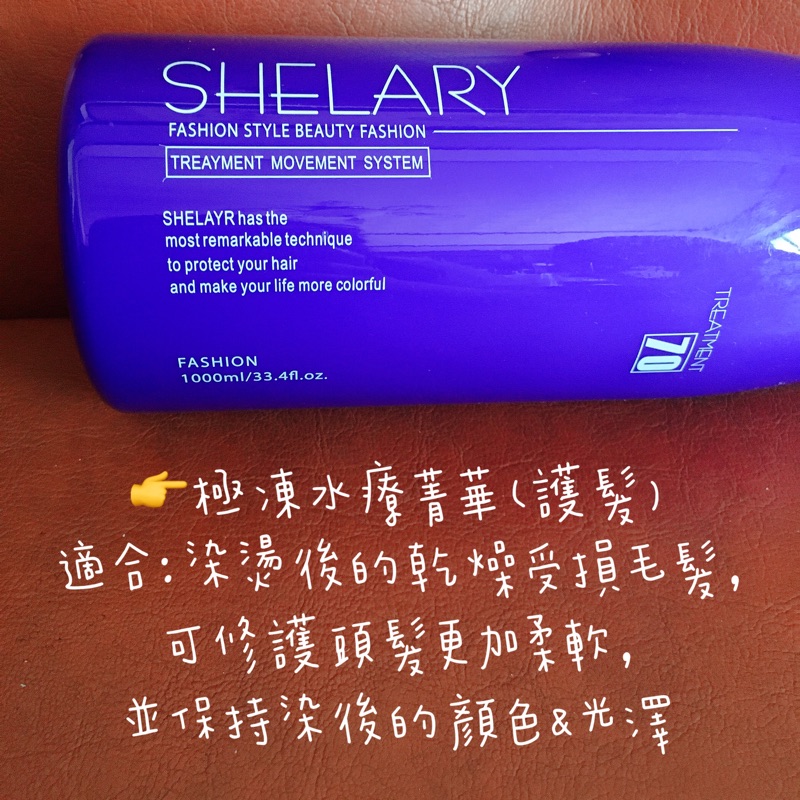 SHELARY
FASHION STYLE BEAUTY FASHION
TREAYMENT MOVEMENT SYSTEM
SHELAYR has the
most remarkable technique
to protect your hair
and make your life more colorful
FASHION
1000ml/33.4fl.oz.
TREATMENT
70
👉極凍水療菁華(護髮)
適合:染燙後的乾燥受損毛髮,
可修護頭髮更加柔軟,
並保持染後的顏色&光澤